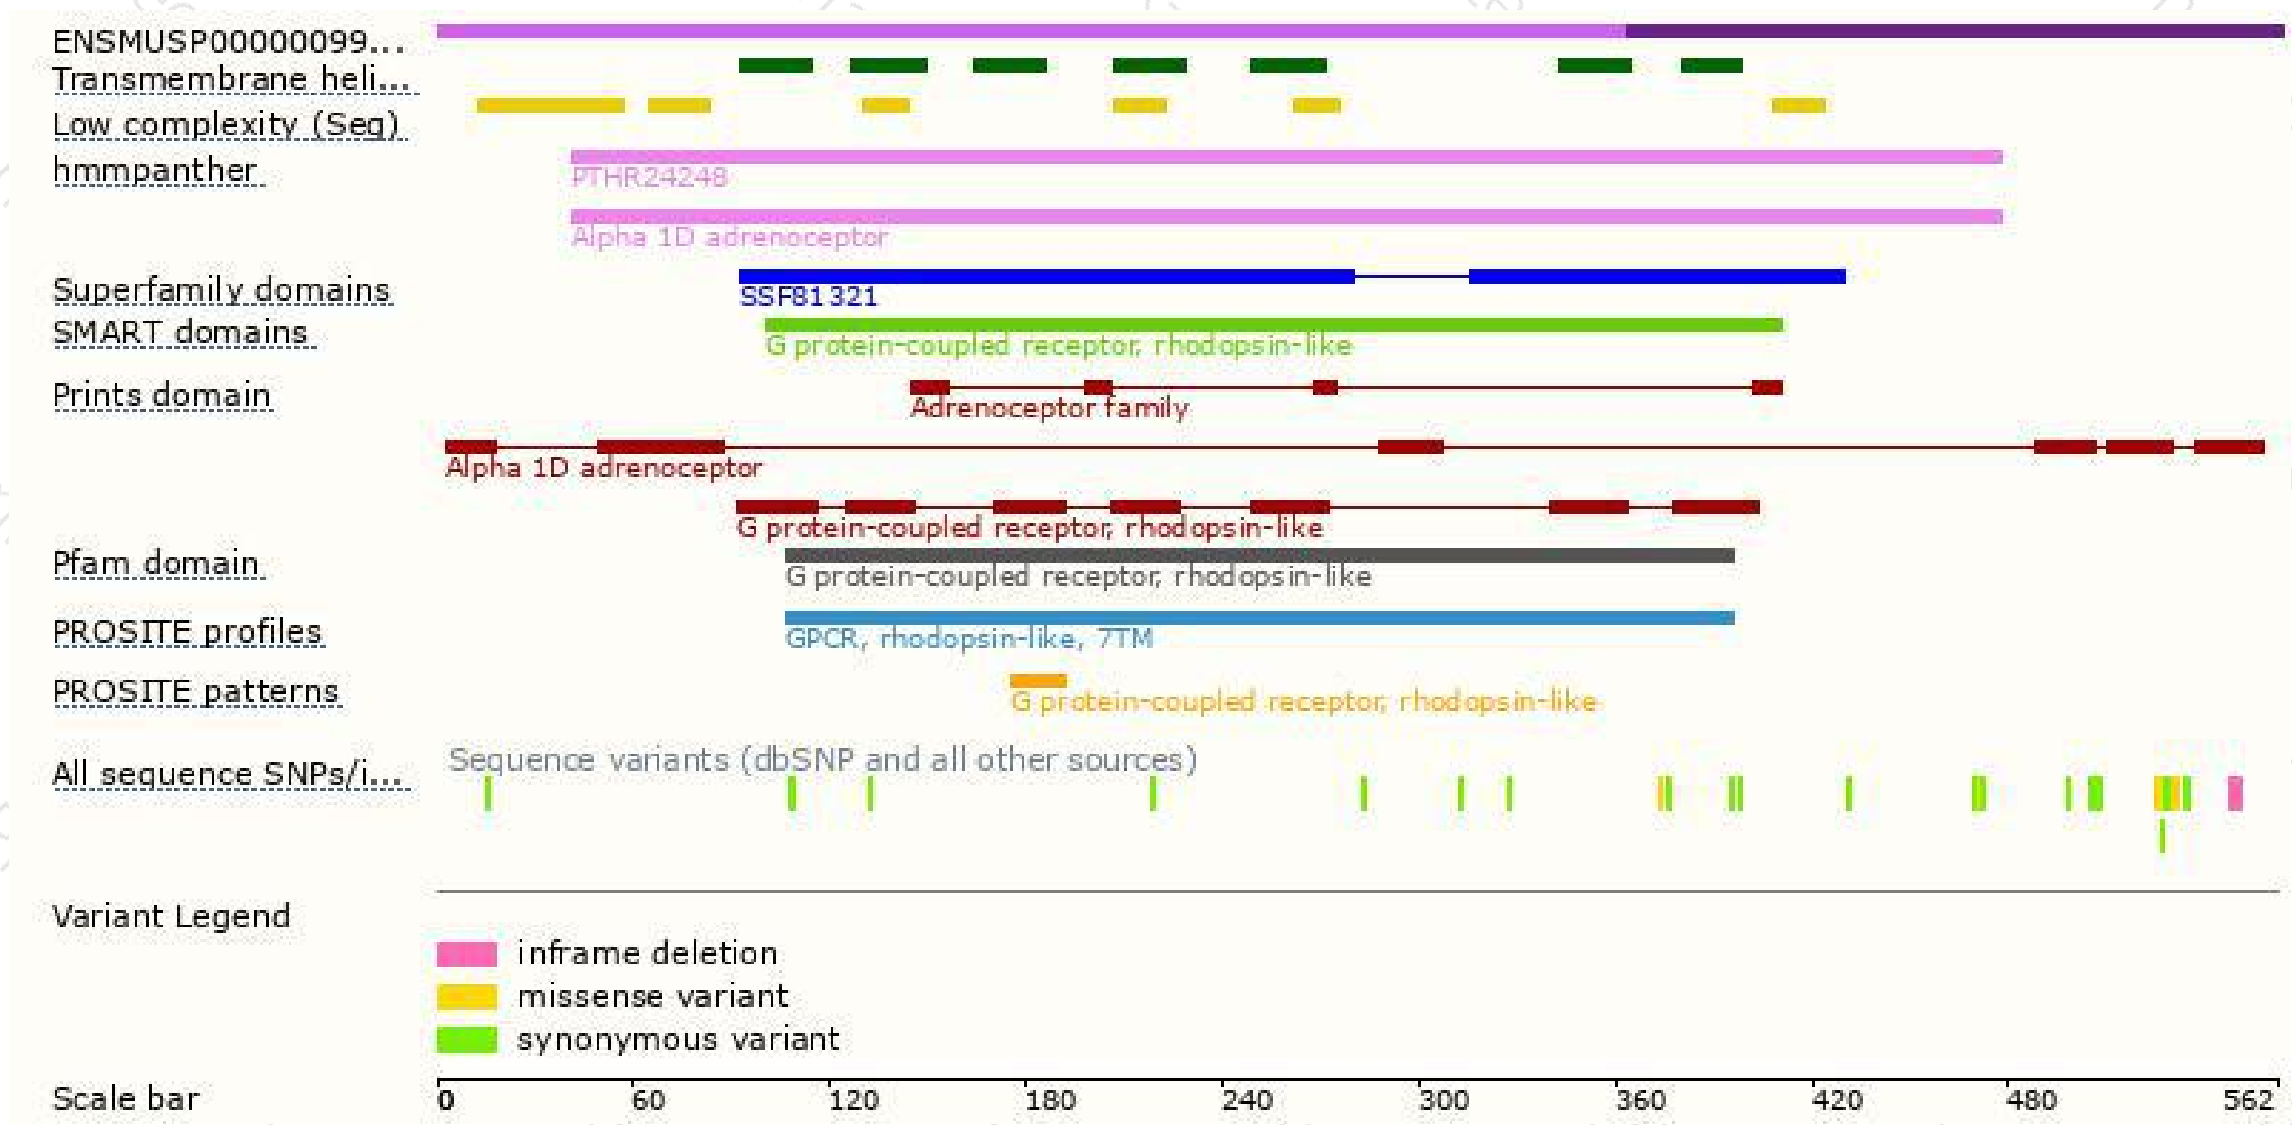 ENSMUSP00000099...
Transmembrane heli...
Low complexity (Seg)
hmmpanther
PTHR24248
Alpha 1D adrenoceptor
Superfamily domains
SSF81321
SMART domains
G protein-coupled receptor, rhodopsin-like
Prints domain
Adrenoceptor family
Alpha 1D adrenoceptor
G protein-coupled receptor, rhodopsin-like
Pfam domain
G protein-coupled receptor, rhodopsin-like
PROSITE profiles
GPCR, rhodopsin-like, 7TM
PROSITE patterns
G protein-coupled receptor, rhodopsin-like
All sequence SNPs/i...
Sequence variants (dbSNP and all other sources)
Variant Legend
inframe deletion
missense variant
synonymous variant
Scale bar
0 60 120 180 240 300 360 420 480 562